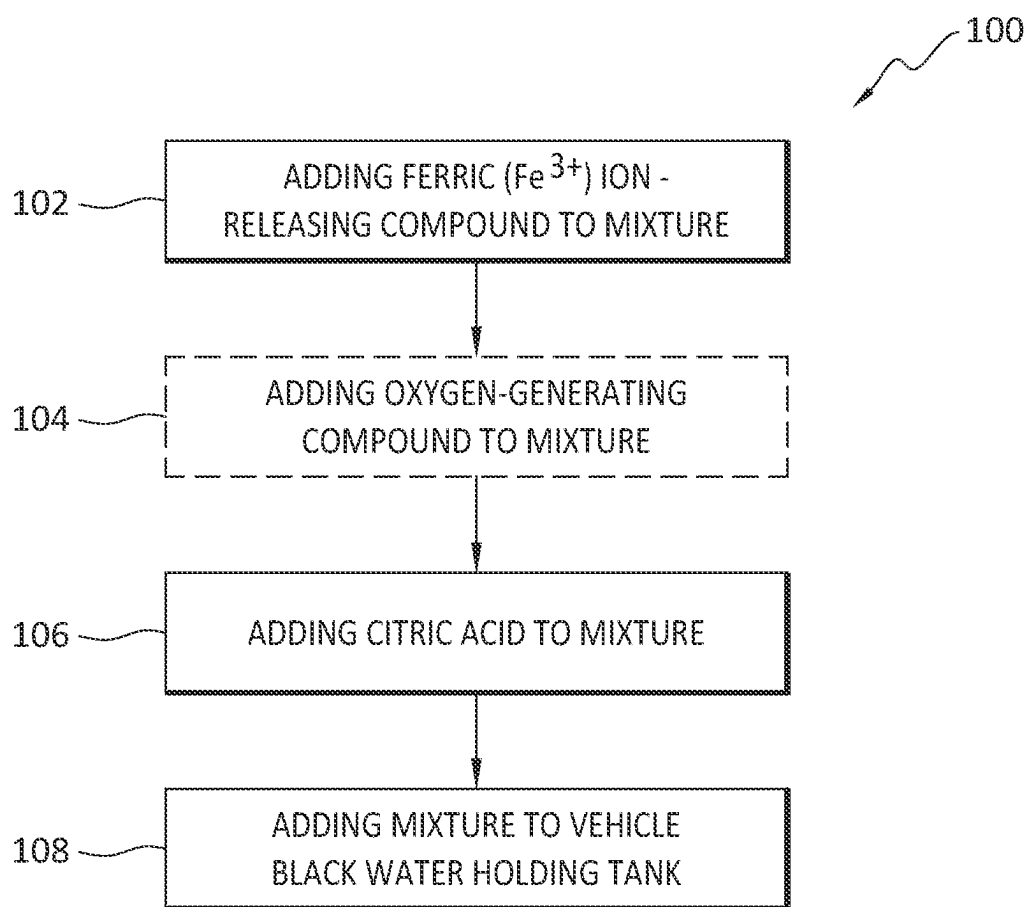 100
102
ADDING FERRIC (Fe³⁺) ION -
RELEASING COMPOUND TO MIXTURE
104
ADDING OXYGEN-GENERATING
COMPOUND TO MIXTURE
106
ADDING CITRIC ACID TO MIXTURE
108
ADDING MIXTURE TO VEHICLE
BLACK WATER HOLDING TANK